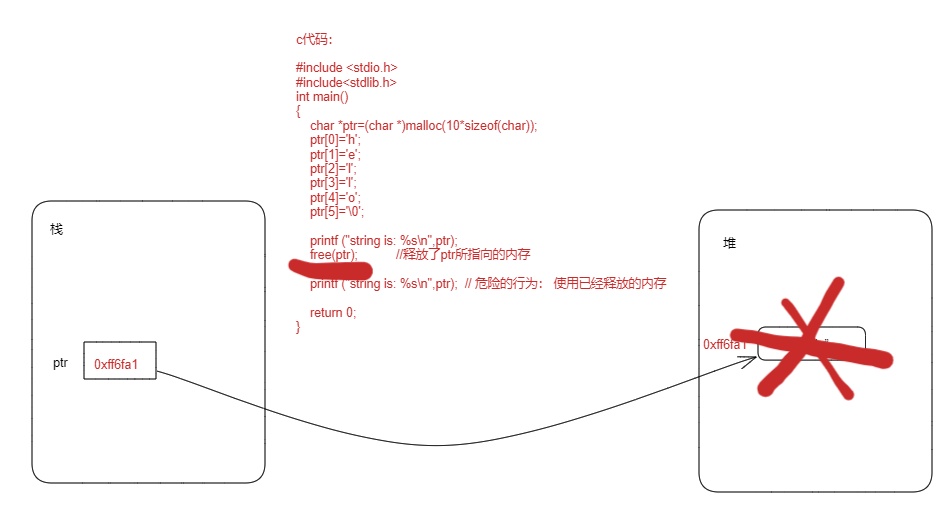 c代码:
#include <stdio.h>
#include<stdlib.h>
int main()
{
char *ptr=(char *)malloc(10*sizeof(char));
ptr[0]='h';
ptr[1]='e';
ptr[2]='l';
ptr[3]='l';
ptr[4]='o';
ptr[5]='\0';
printf ("string is: %s\n",ptr);
free(ptr); //释放了ptr所指向的内存
printf ("string is: %s\n",ptr); // 危险的行为: 使用已经释放的内存
return 0;
}
栈
ptr
0xff6fa1
堆
0xff6fa1